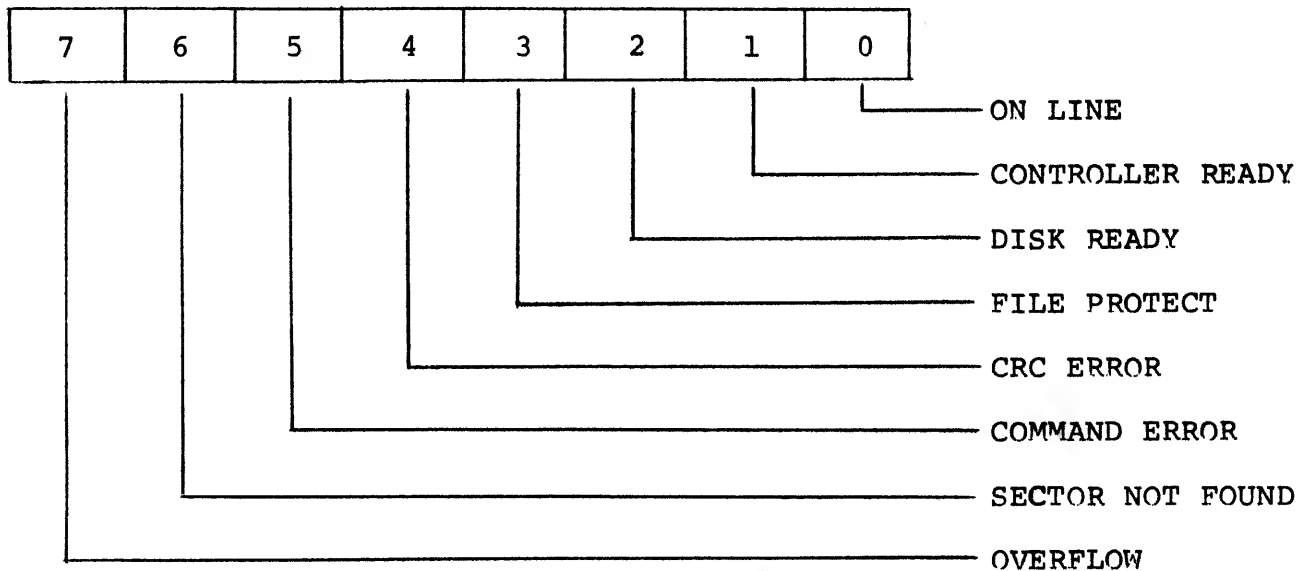 7 6 5 4 3 2 1 0
ON LINE
CONTROLLER READY
DISK READY
FILE PROTECT
CRC ERROR
COMMAND ERROR
SECTOR NOT FOUND
OVERFLOW